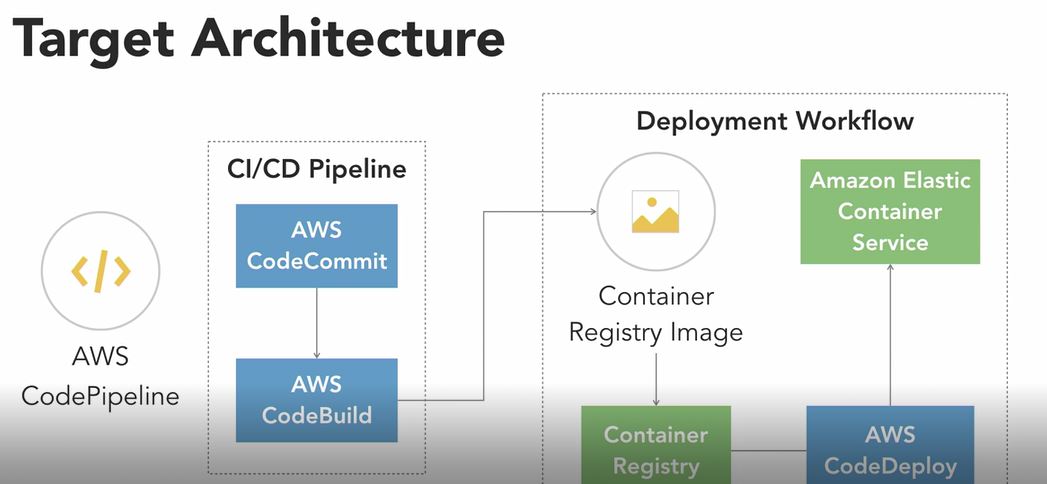 Target Architecture
AWS
CodePipeline
CI/CD Pipeline
AWS
CodeCommit
AWS
CodeBuild
Deployment Workflow
Container
Registry Image
Container
Registry
AWS
CodeDeploy
Amazon Elastic
Container
Service